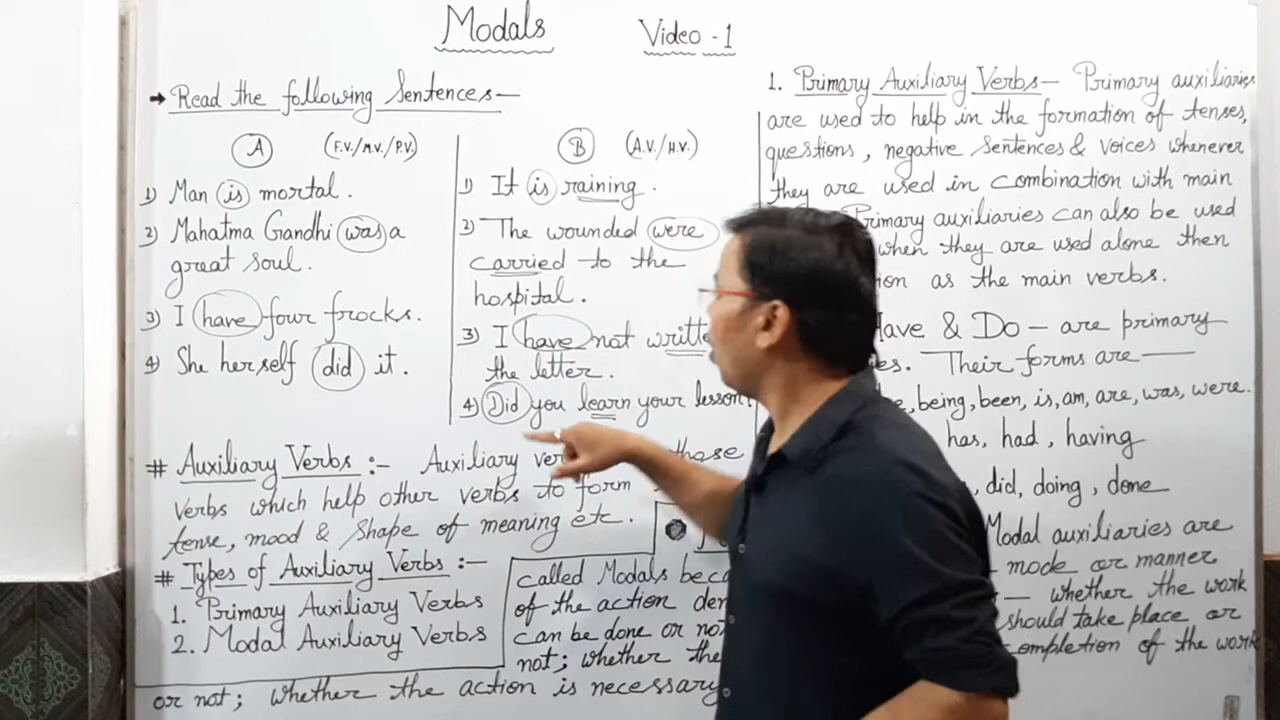 Modals Video - 1
→ Read the following Sentences—
A (F.V./M.V./P.V.)
1) Man is mortal.
2) Mahatma Gandhi was a
great soul.
3) I have four frocks.
4) She herself did it.
B (A.V./H.V.)
1) It is raining.
2) The wounded were
carried to the
hospital.
3) I have not
the letter.
4) Did you learn your lesson
# Auxiliary Verbs :- Auxiliary those
verbs which help other verbs to form
tense, mood & shape of meaning etc.
# Types of Auxiliary Verbs :-
1. Primary Auxiliary Verbs
2. Modal Auxiliary Verbs
called Modals
of the action
can be done or
not; whether the
or not; whether the action is necessary
1. Primary Auxiliary Verbs— Primary auxiliaries
are used to help in the formation of tenses,
questions, negative sentences & voices whenever
they are used in combination with main
Primary auxiliaries can also be used
when they are used alone then
as the main verbs.
Have & Do — are primary
Their forms are —
being, been, is, am, are, was, were.
has, had, having
did, doing, done
Modal auxiliaries are
mode or manner
— whether the work
should take place or
completion of the work